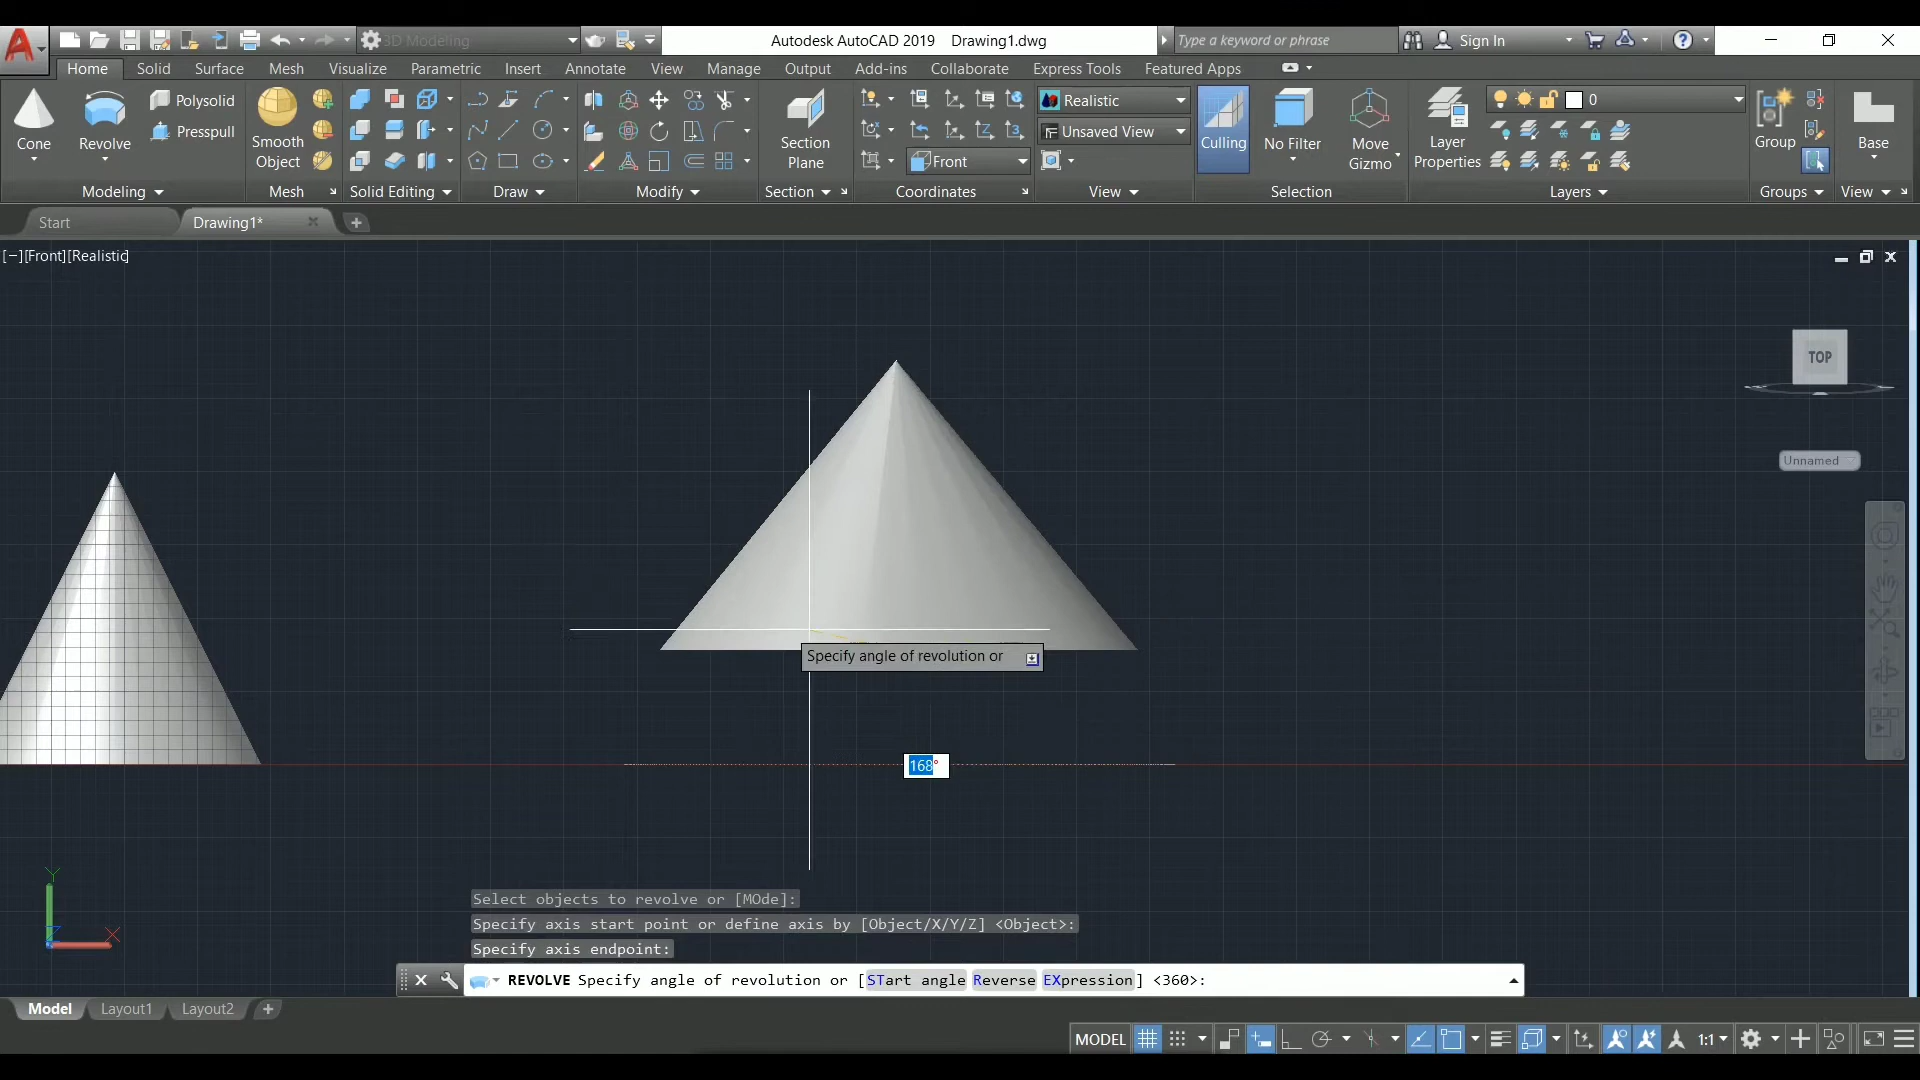 3D Modeling
Autodesk AutoCAD 2019 Drawing1.dwg
Type a keyword or phrase
Sign In
Home Solid Surface Mesh Visualize Parametric Insert Annotate View Manage Output Add-ins Collaborate Express Tools Featured Apps
Cone
Revolve
Polysolid
Presspull
Smooth
Object
Section
Plane
Front
Realistic
Unsaved View
Culling
No Filter
Move
Gizmo
Layer
Properties
0
Group
Base
Modeling Mesh Solid Editing Draw Modify Section Coordinates View Selection Layers Groups View
Start Drawing1*
[−][Front][Realistic]
TOP
Unnamed
Specify angle of revolution or
168°
Y
X
Z
Select objects to revolve or [MOde]:
Specify axis start point or define axis by [Object/X/Y/Z] <Object>:
Specify axis endpoint:
REVOLVE Specify angle of revolution or [STart angle Reverse EXpression] <360>:
Model Layout1 Layout2
MODEL 1:1